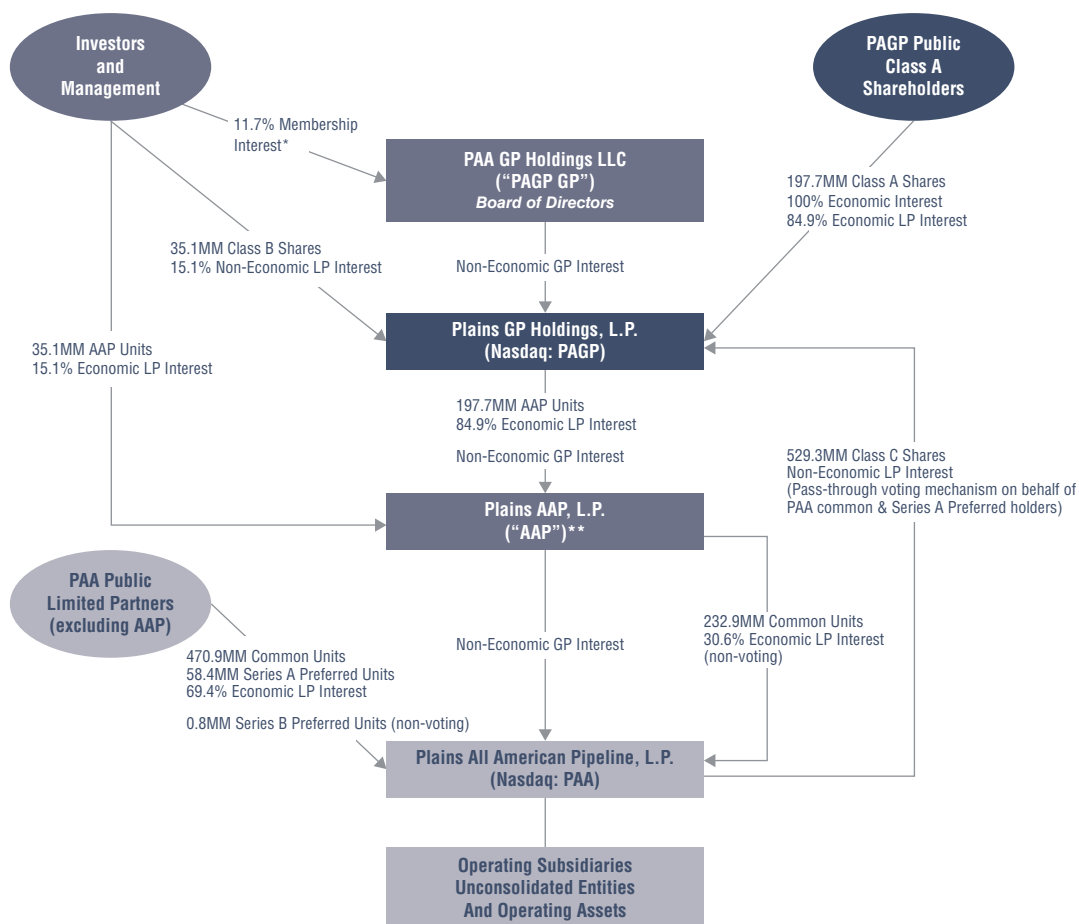 Investors
and
Management
PAGP Public
Class A
Shareholders
11.7% Membership
Interest*
PAA GP Holdings LLC
(“PAGP GP”)
Board of Directors
197.7MM Class A Shares
100% Economic Interest
84.9% Economic LP Interest
35.1MM Class B Shares
15.1% Non-Economic LP Interest
Non-Economic GP Interest
Plains GP Holdings, L.P.
(Nasdaq: PAGP)
35.1MM AAP Units
15.1% Economic LP Interest
197.7MM AAP Units
84.9% Economic LP Interest
Non-Economic GP Interest
529.3MM Class C Shares
Non-Economic LP Interest
(Pass-through voting mechanism on behalf of
PAA common & Series A Preferred holders)
Plains AAP, L.P.
(“AAP”)**
PAA Public
Limited Partners
(excluding AAP)
232.9MM Common Units
30.6% Economic LP Interest
(non-voting)
Non-Economic GP Interest
470.9MM Common Units
58.4MM Series A Preferred Units
69.4% Economic LP Interest
0.8MM Series B Preferred Units (non-voting)
Plains All American Pipeline, L.P.
(Nasdaq: PAA)
Operating Subsidiaries
Unconsolidated Entities
And Operating Assets